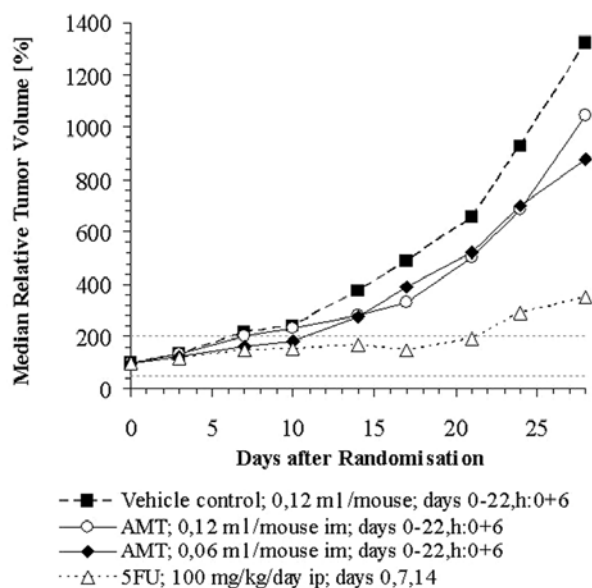 1400
1200
1000
800
600
400
200
0
Median Relative Tumor Volume [%]
0 5 10 15 20 25
Days after Randomisation
Vehicle control; 0,12 ml/mouse; days 0-22,h:0+6
AMT; 0,12 ml/mouse im; days 0-22,h:0+6
AMT; 0,06 ml/mouse im; days 0-22,h:0+6
5FU; 100 mg/kg/day ip; days 0,7,14